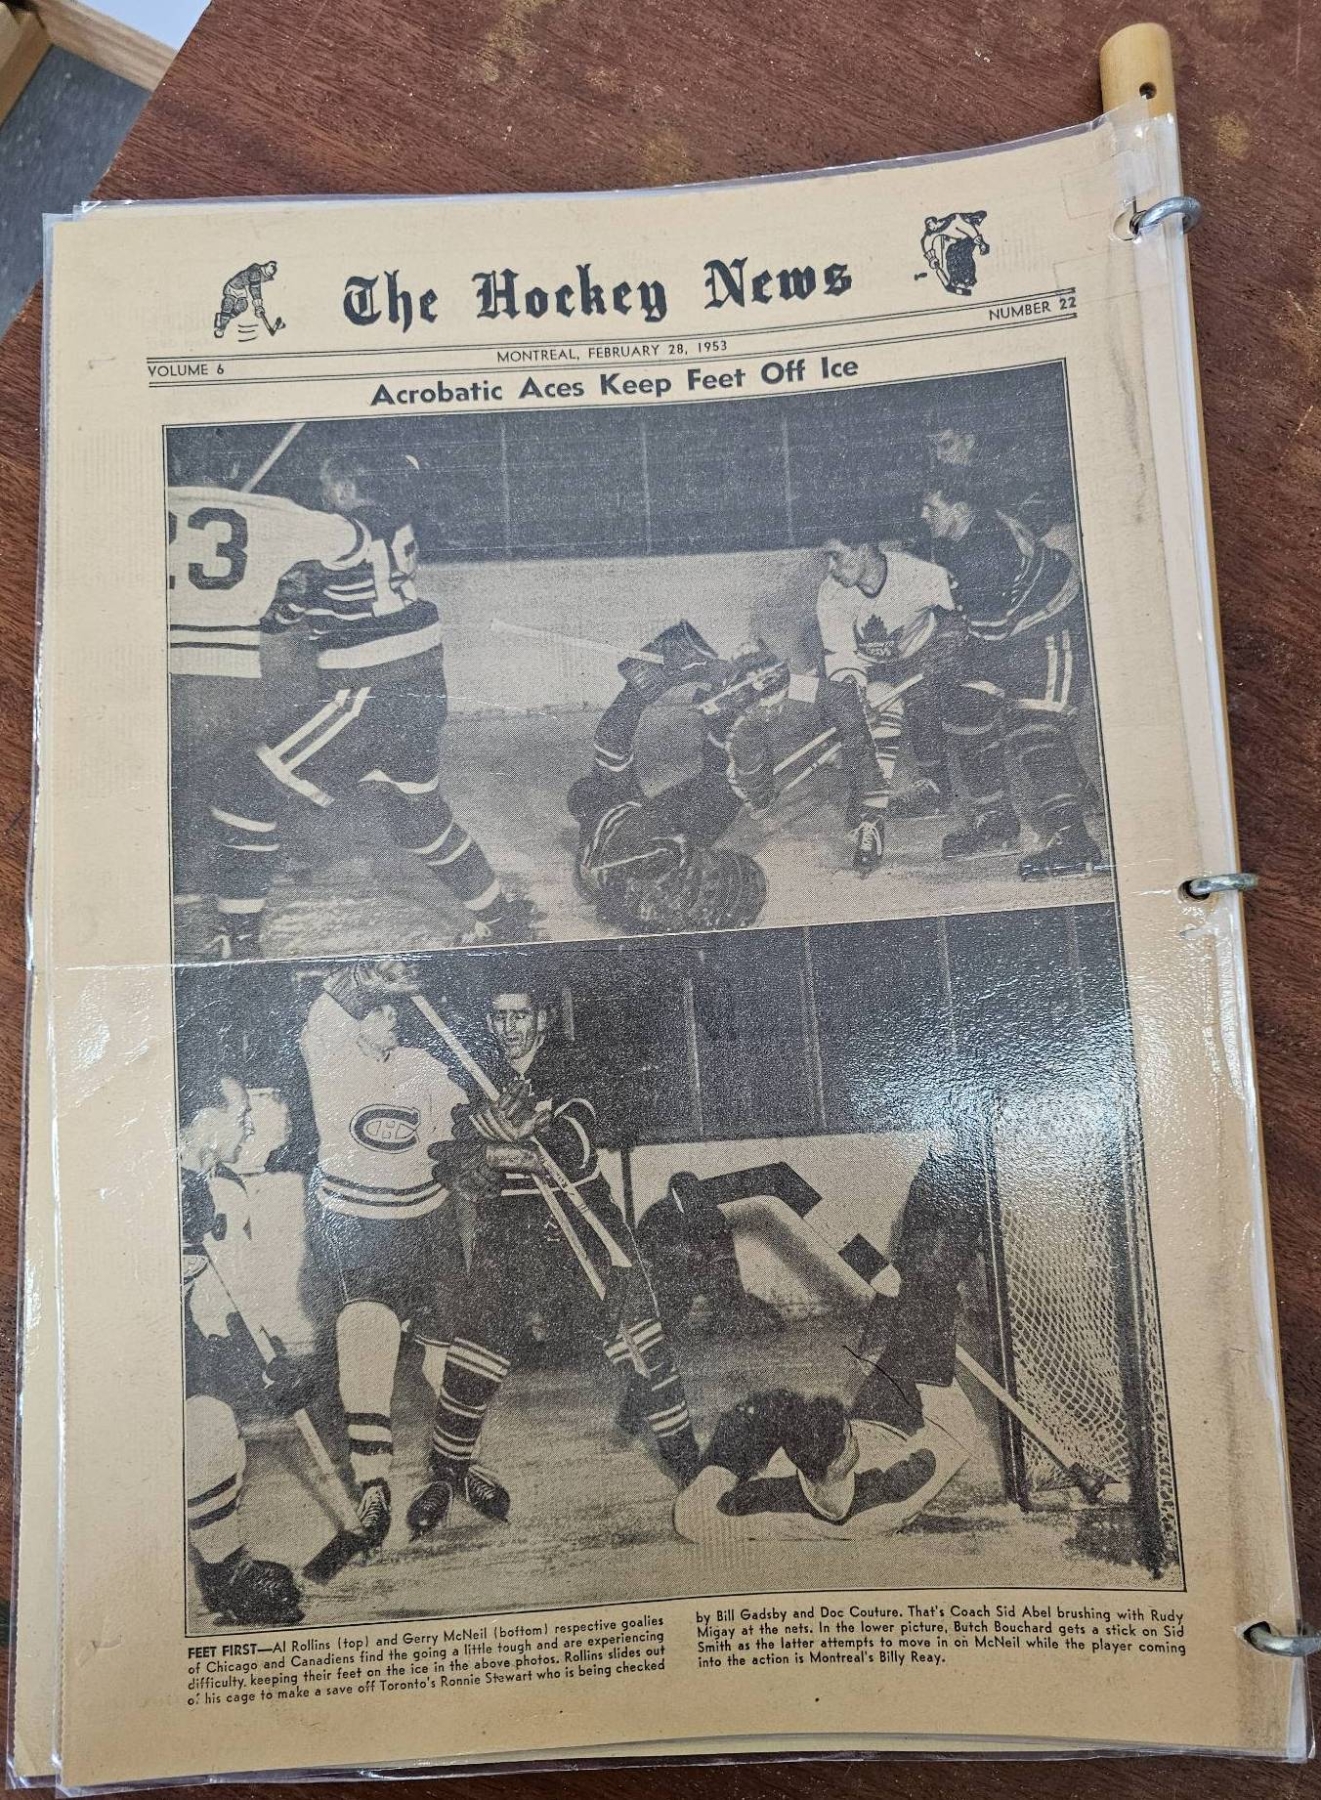 The Hockey News
VOLUME 6
MONTREAL, FEBRUARY 28, 1953
NUMBER 22
Acrobatic Aces Keep Feet Off Ice
23
19
C
FEET FIRST—Al Rollins (top) and Gerry McNeil (bottom) respective goalies
of Chicago and Canadiens find the going a little tough and are experiencing
difficulty. keeping their feet on the ice in the above photos. Rollins slides out
of his cage to make a save off Toronto's Ronnie Stewart who is being checked
by Bill Gadsby and Doc Couture. That's Coach Sid Abel brushing with Rudy
Migay at the nets. In the lower picture, Butch Bouchard gets a stick on Sid
Smith as the latter attempts to move in on McNeil while the player coming
into the action is Montreal's Billy Reay.